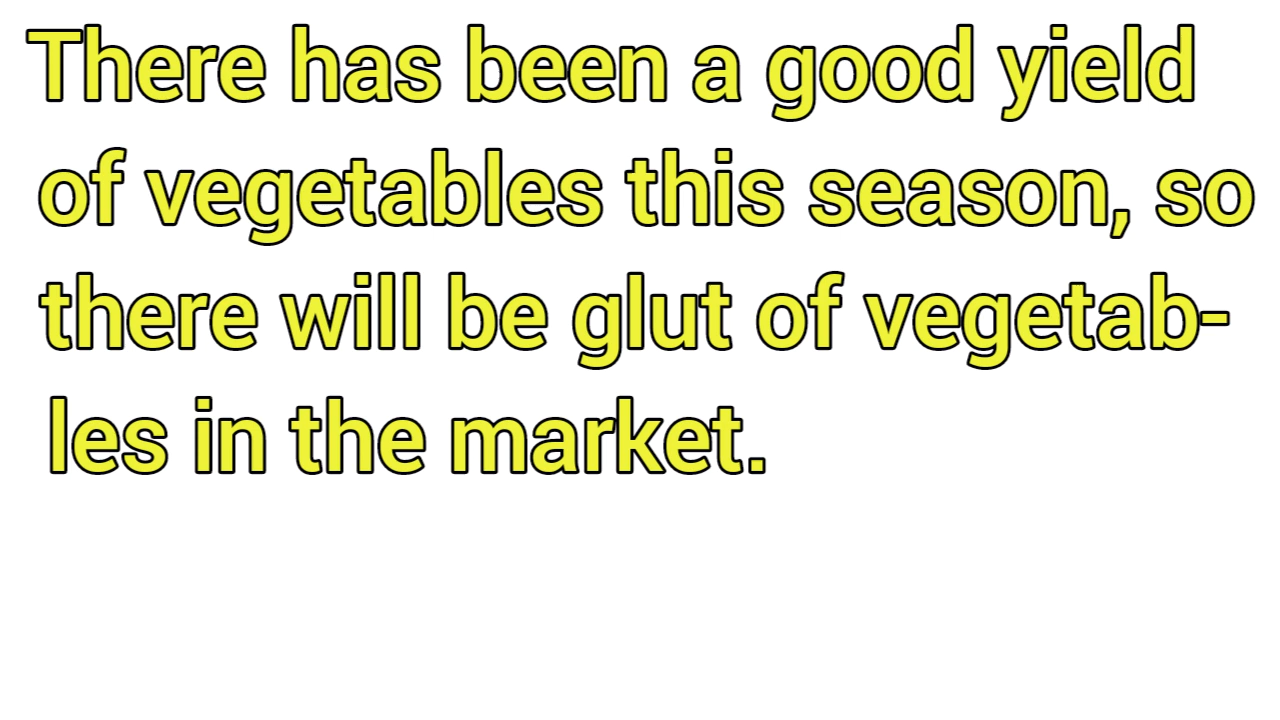 There has been a good yield
of vegetables this season, so
there will be glut of vegetab-
les in the market.